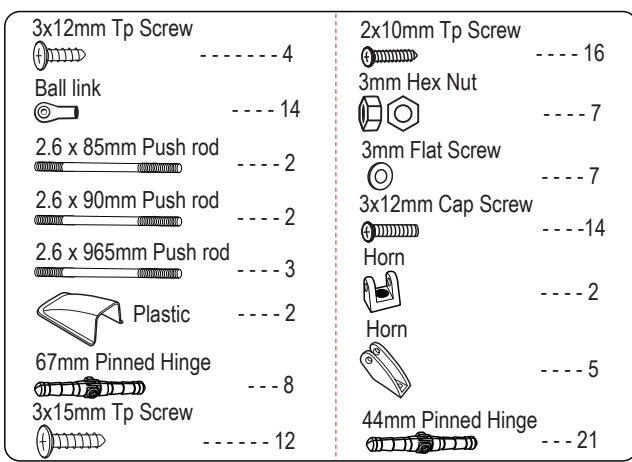 3x12mm Tp Screw
- - - - - - - 4
Ball link
- - - - 14
2.6 x 85mm Push rod
- - - - 2
2.6 x 90mm Push rod
- - - - 2
2.6 x 965mm Push rod
- - - - 3
Plastic - - - - 2
67mm Pinned Hinge
- - - 8
3x15mm Tp Screw
- - - - - - 12
2x10mm Tp Screw
- - - - 16
3mm Hex Nut
- - - - 7
3mm Flat Screw
- - - - 7
3x12mm Cap Screw
- - - -14
Horn
- - - - 2
Horn
- - - - 5
44mm Pinned Hinge
- - - 21